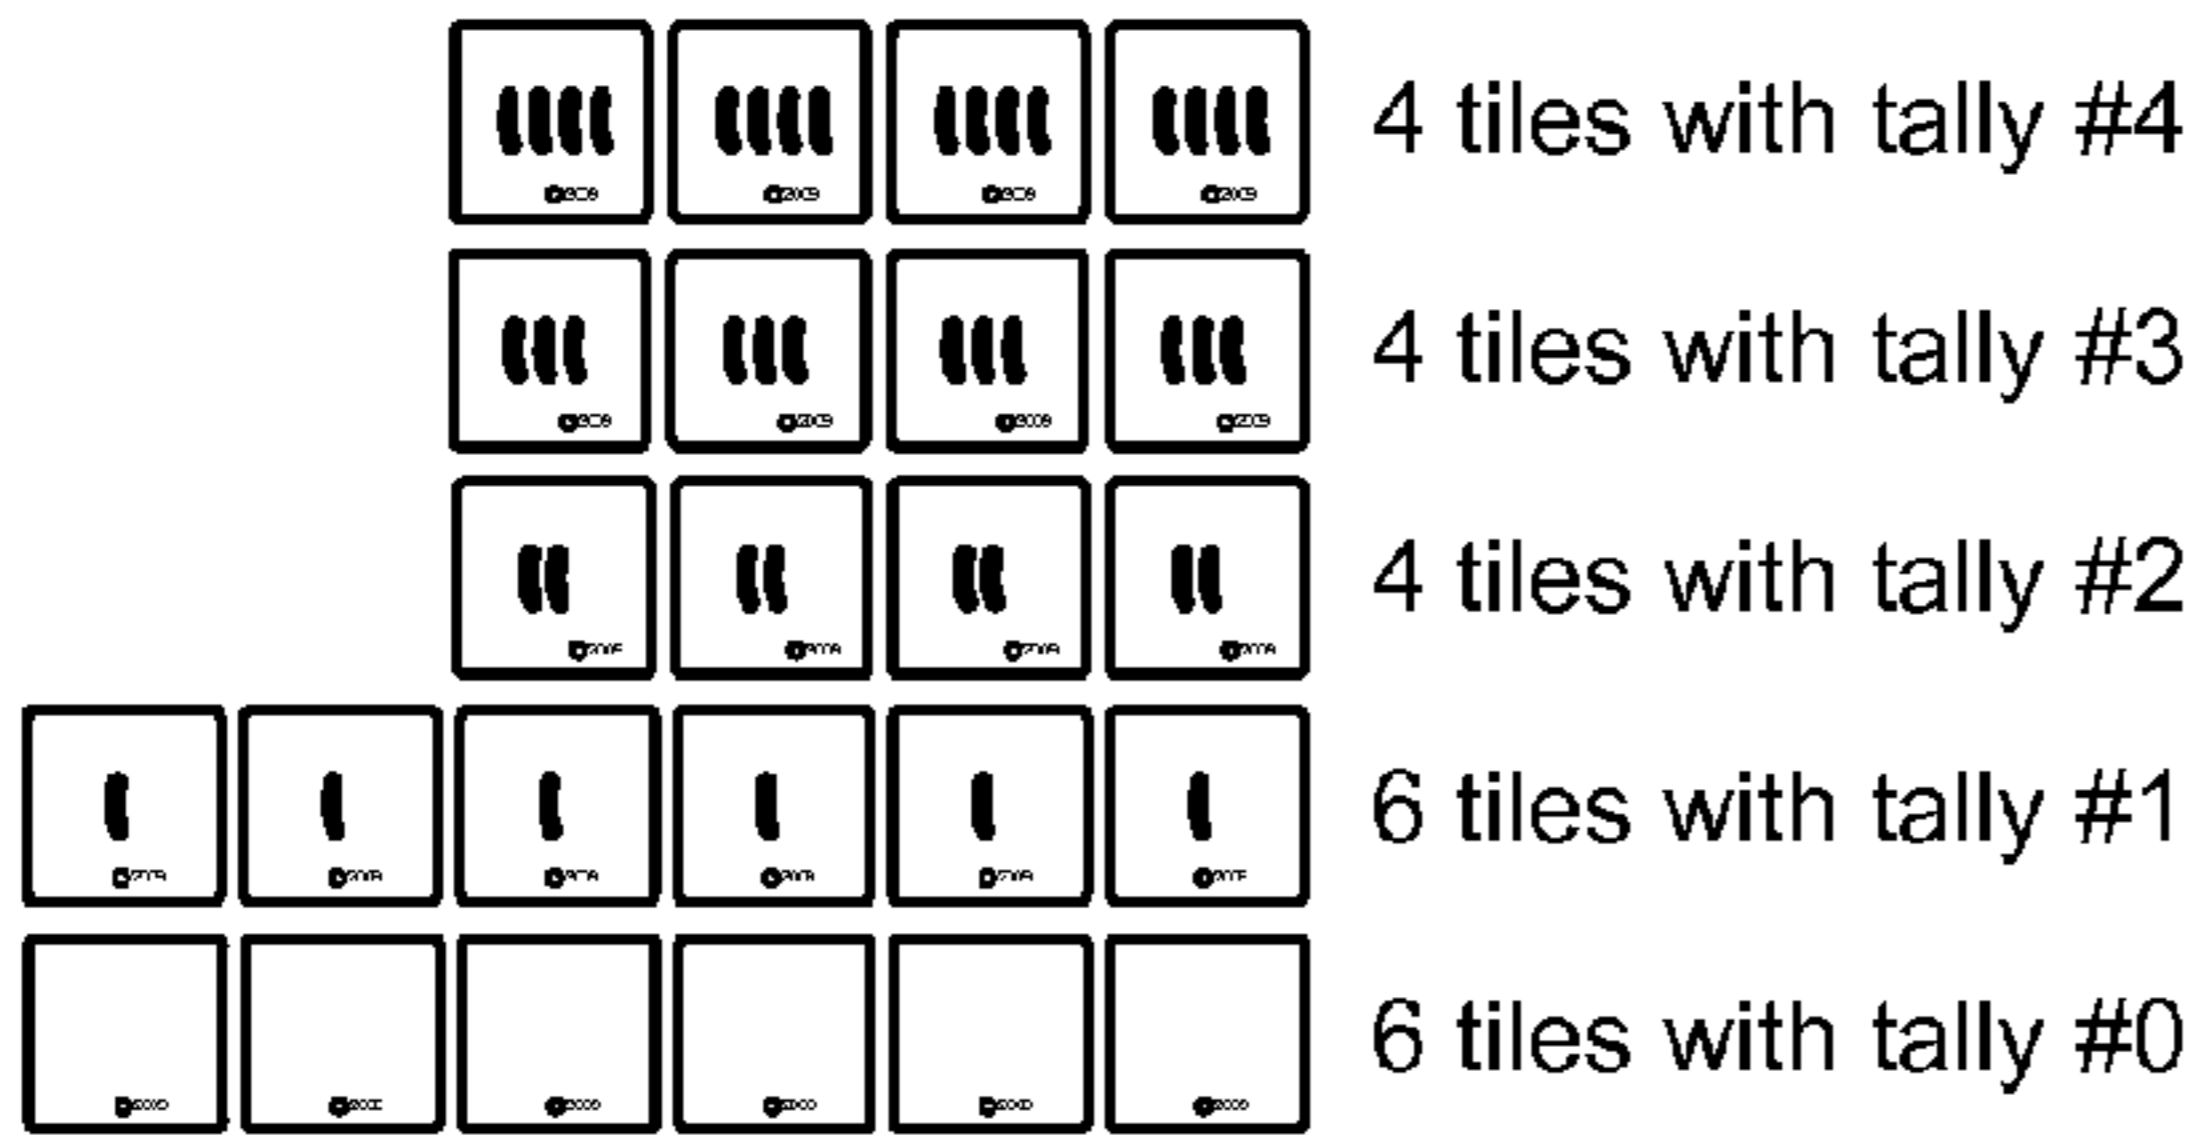 4 tiles with tally #4
4 tiles with tally #3
4 tiles with tally #2
6 tiles with tally #1
6 tiles with tally #0